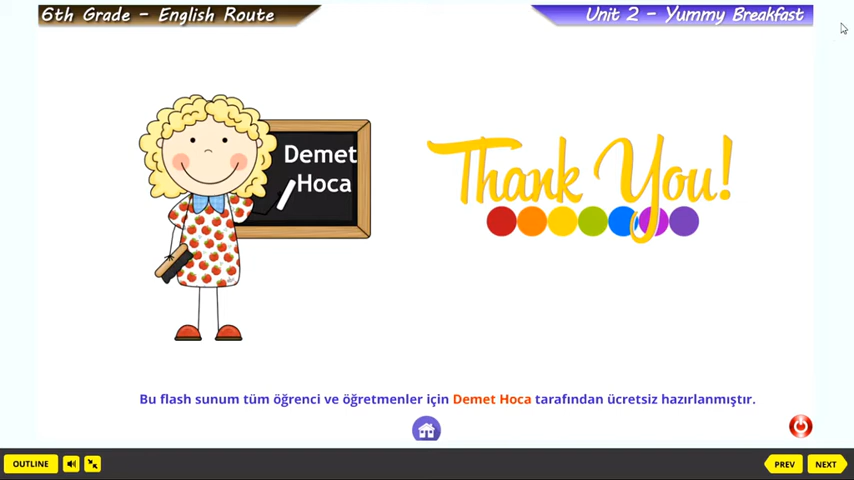 6th Grade - English Route
Unit 2 - Yummy Breakfast
Demet
Hoca
Thank You!
Bu flash sunum tüm öğrenci ve öğretmenler için Demet Hoca tarafından ücretsiz hazırlanmıştır.
OUTLINE
PREV
NEXT